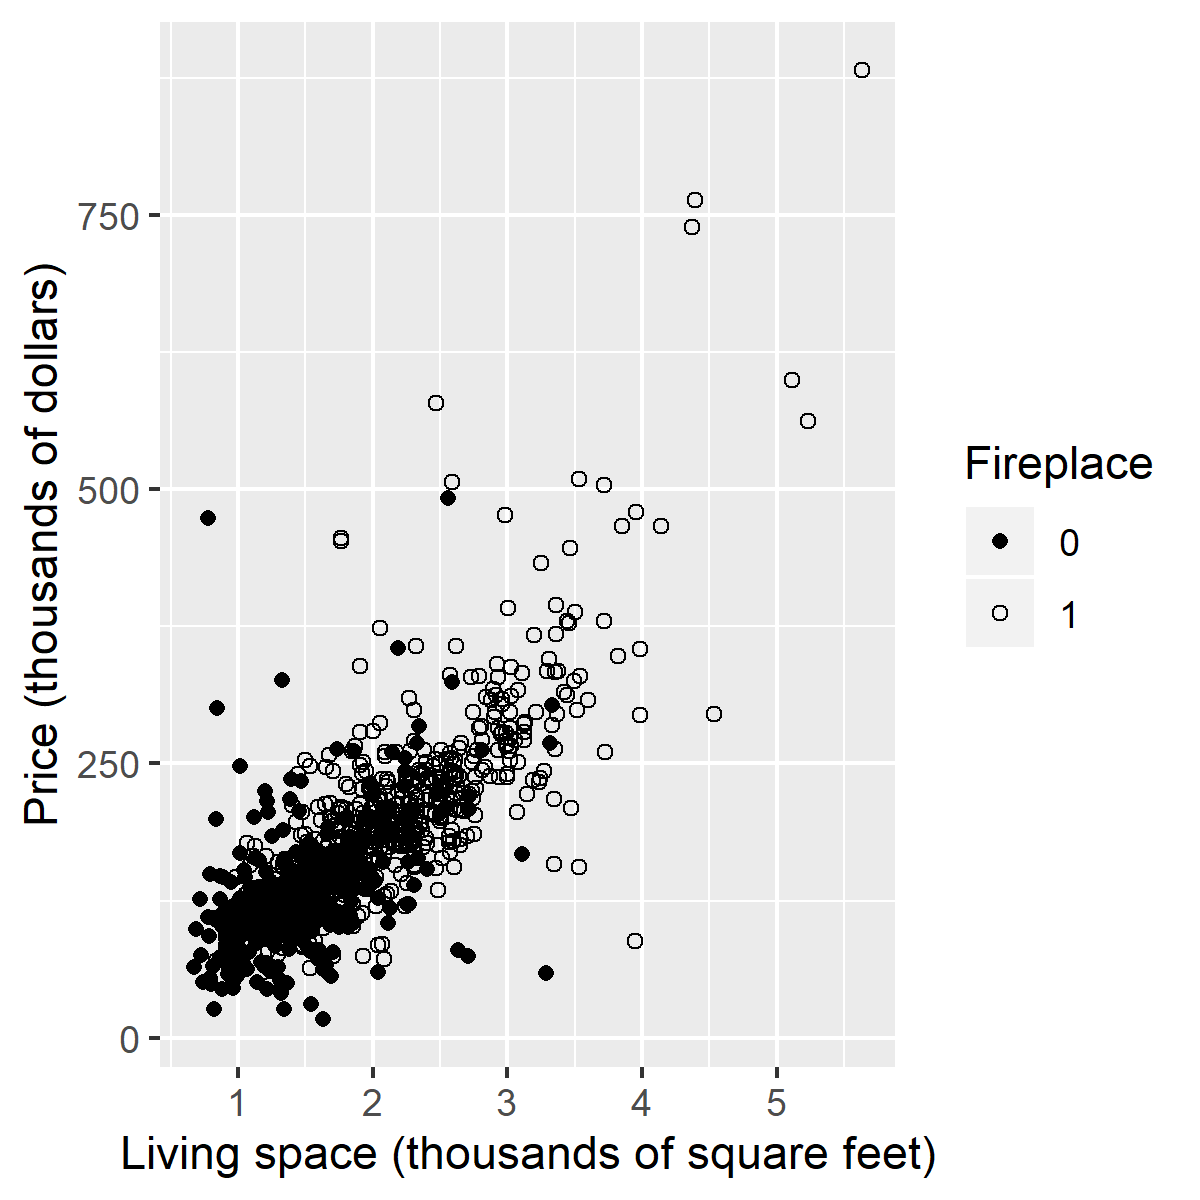 Price (thousands of dollars)
750
500
250
0
1 2 3 4 5
Living space (thousands of square feet)
Fireplace
0
1